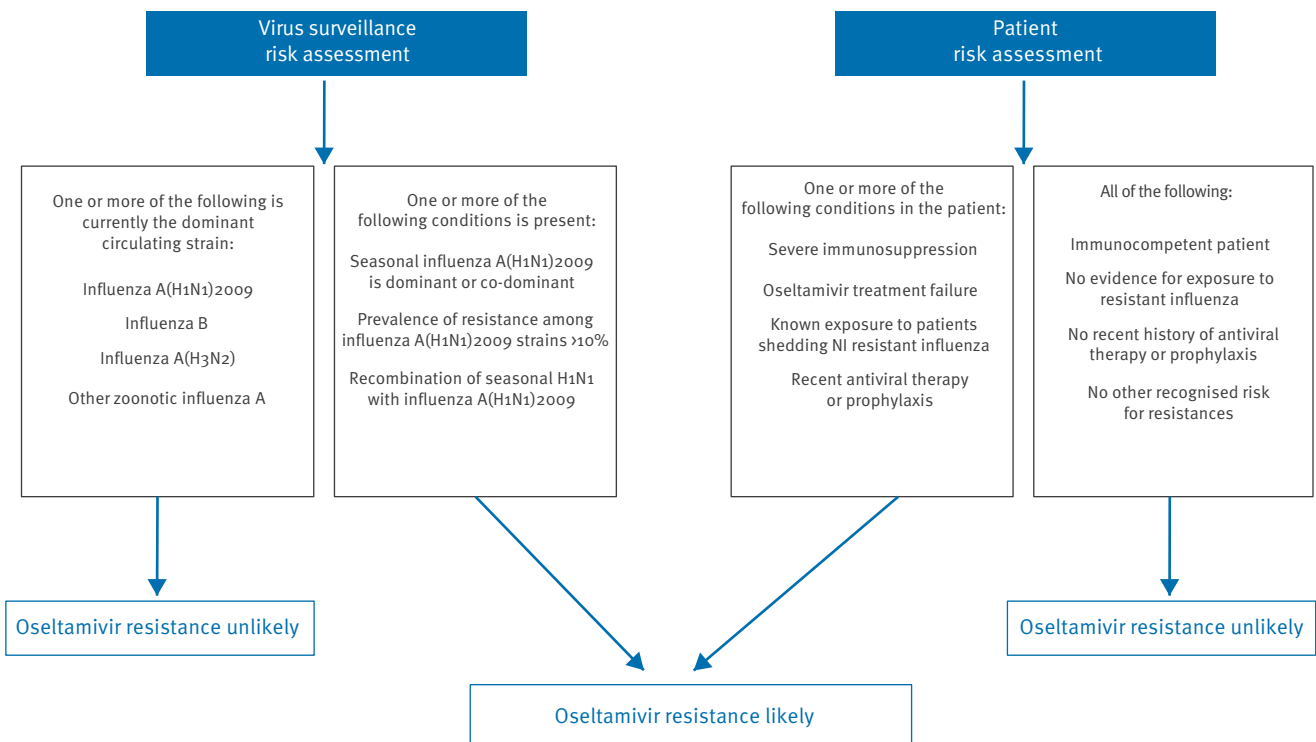 Virus surveillance
risk assessment
Patient
risk assessment
One or more of the following is
currently the dominant
circulating strain:
Influenza A(H1N1)2009
Influenza B
Influenza A(H3N2)
Other zoonotic influenza A
One or more of the
following conditions is present:
Seasonal influenza A(H1N1)2009
is dominant or co-dominant
Prevalence of resistance among
influenza A(H1N1)2009 strains >10%
Recombination of seasonal H1N1
with influenza A(H1N1)2009
One or more of the
following conditions in the patient:
Severe immunosuppression
Oseltamivir treatment failure
Known exposure to patients
shedding NI resistant influenza
Recent antiviral therapy
or prophylaxis
All of the following:
Immunocompetent patient
No evidence for exposure to
resistant influenza
No recent history of antiviral
therapy or prophylaxis
No other recognised risk
for resistances
Oseltamivir resistance unlikely
Oseltamivir resistance unlikely
Oseltamivir resistance likely